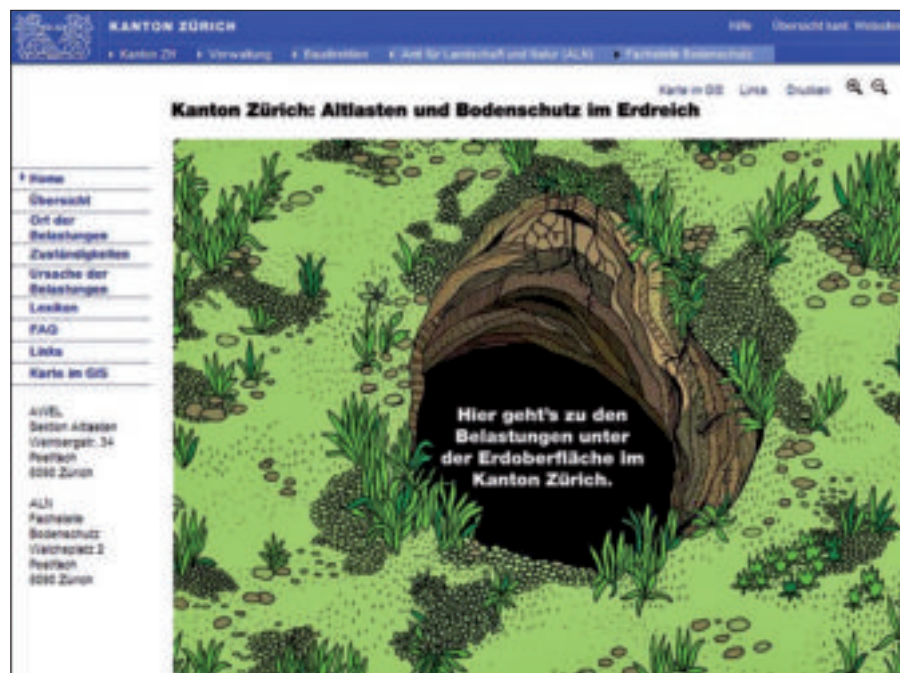 KANTON ZÜRICH
Hilfe Übersicht kant. Websites
Kanton ZH Verwaltung Baudirektion Amt für Landschaft und Natur (ALN) Fachstelle Bodenschutz
Karte im GIS Links Drucken
Kanton Zürich: Altlasten und Bodenschutz im Erdreich
Home
Übersicht
Ort der
Belastungen
Zuständigkeiten
Ursache der
Belastungen
Lexikon
FAQ
Links
Karte im GIS
AWEL
Sektion Altlasten
Weinbergstr. 34
Postfach
8090 Zürich
ALN
Fachstelle
Bodenschutz
Walcheplatz 2
Postfach
8090 Zürich
Hier geht's zu den
Belastungen unter
der Erdoberfläche im
Kanton Zürich.